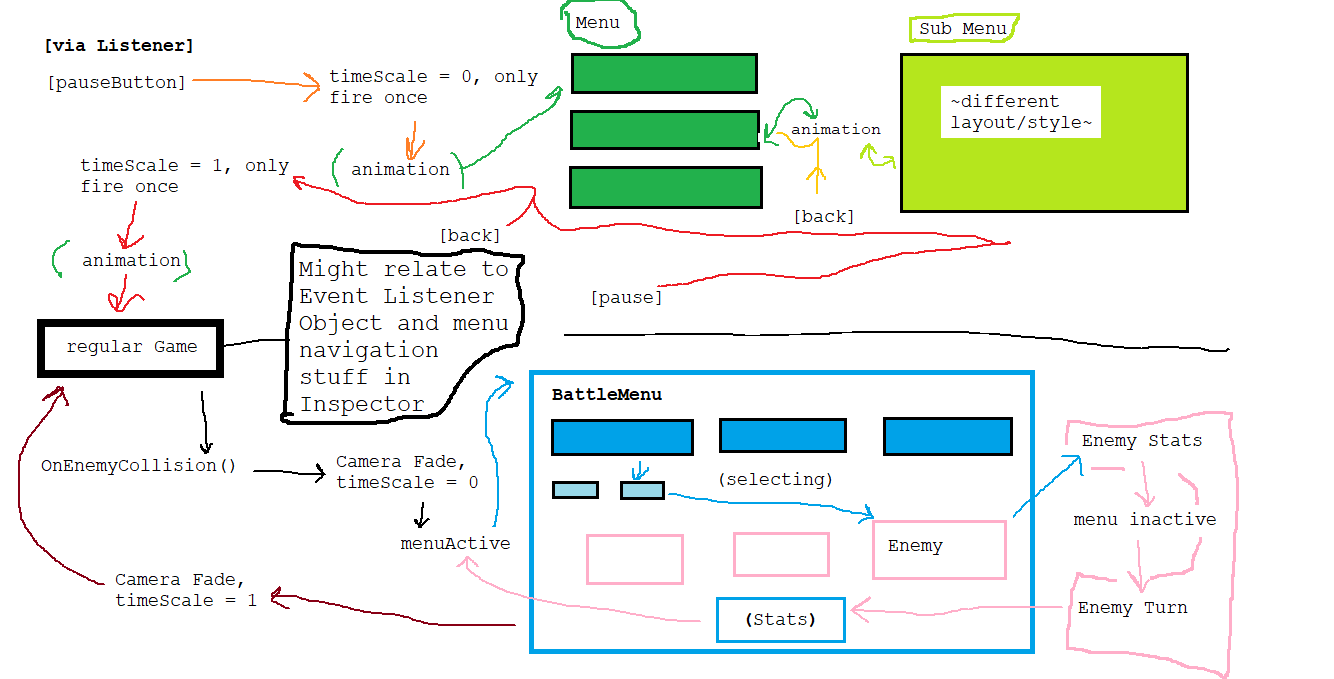 Menu
Sub Menu
[via Listener]
[pauseButton]
timeScale = 0, only
fire once
~different
layout/style~
animation
animation
timeScale = 1, only
fire once
[back]
[back]
animation
Might relate to
Event Listener
Object and menu
navigation
stuff in
Inspector
[pause]
regular Game
BattleMenu
OnEnemyCollision()
Camera Fade,
timeScale = 0
(selecting)
Enemy Stats
menuActive
Enemy
menu inactive
Camera Fade,
timeScale = 1
(Stats)
Enemy Turn